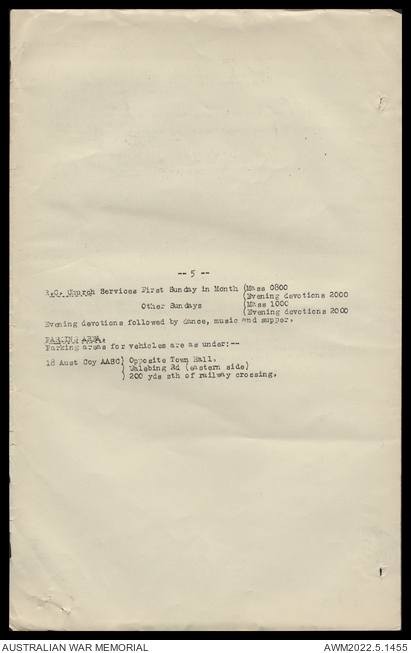 -- 5 --
R.C. Church Services First Sunday in Month (Mass 0800
(Evening devotions 2000
Other Sundays (Mass 1000
(Evening devotions 2000
Evening devotions followed by dance, music and supper.
PARKING AREA.
Parking areas for vehicles are as under:--
18 Aust Coy AASC) Opposite Town Hall.
) Walebing Rd (eastern side)
) 200 yds sth of railway crossing.
AUSTRALIAN WAR MEMORIAL AWM2022.5.1455